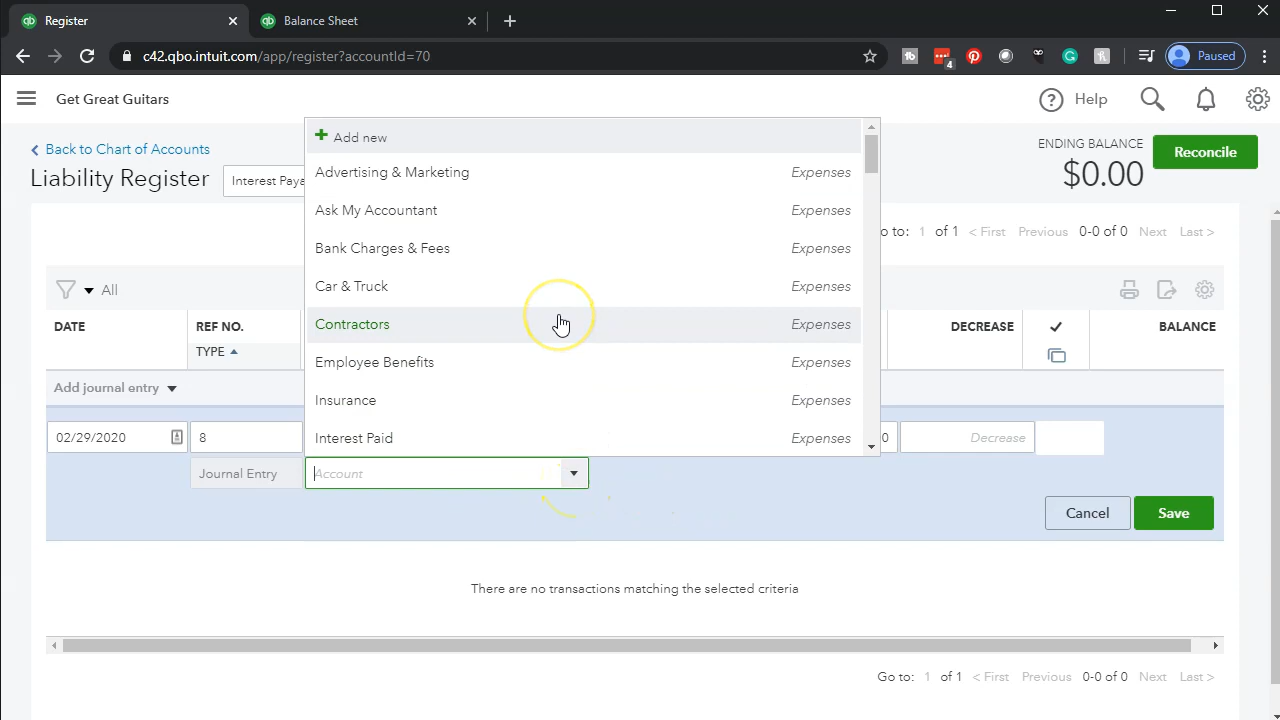 Register
Balance Sheet
c42.qbo.intuit.com/app/register?accountId=70
4
Paused
Get Great Guitars
Help
Back to Chart of Accounts
Liability Register
Interest Paya
ENDING BALANCE
$0.00
Reconcile
Add new
Advertising & Marketing Expenses
Ask My Accountant Expenses
Bank Charges & Fees Expenses
Car & Truck Expenses
Contractors Expenses
Employee Benefits Expenses
Insurance Expenses
Interest Paid Expenses
o to: 1 of 1 < First Previous 0-0 of 0 Next Last >
All
DATE REF NO. DECREASE BALANCE
TYPE
Add journal entry
02/29/2020 8 0 Decrease
Journal Entry Account
Cancel Save
There are no transactions matching the selected criteria
Go to: 1 of 1 < First Previous 0-0 of 0 Next Last >